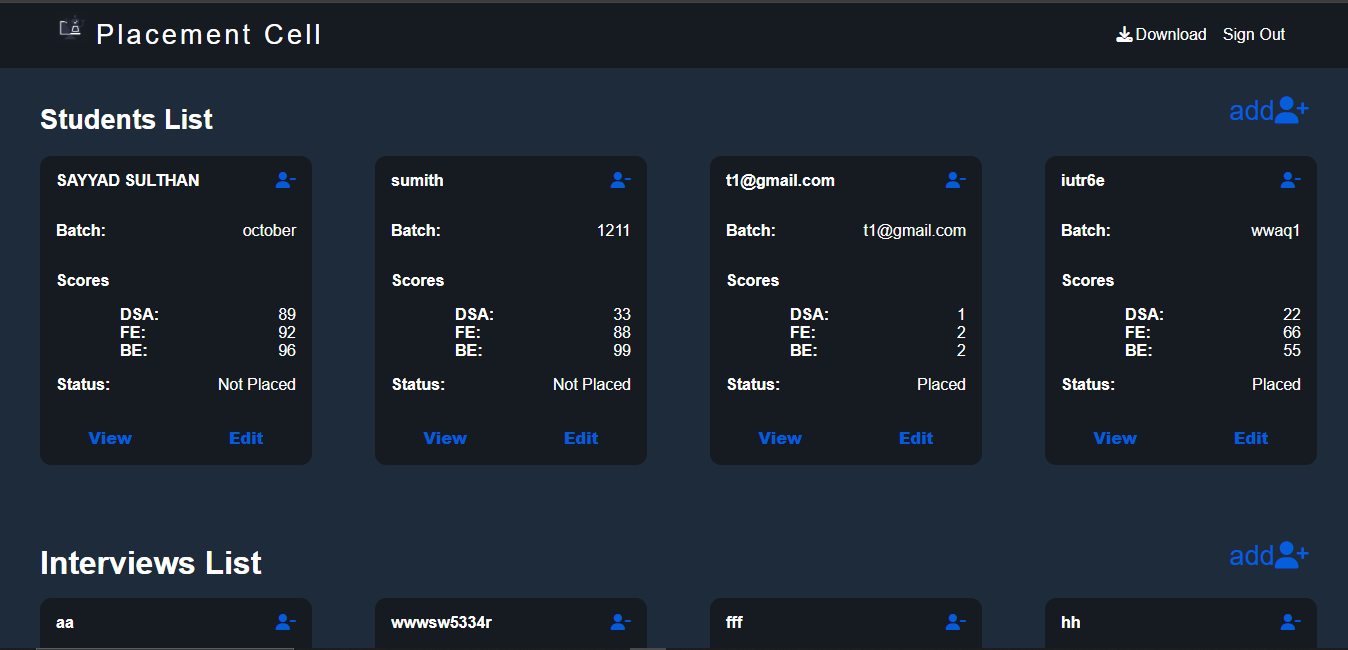 Placement Cell
Download Sign Out
Students List
add
SAYYAD SULTHAN
Batch: october
Scores
DSA: 89
FE: 92
BE: 96
Status: Not Placed
View Edit
sumith
Batch: 1211
Scores
DSA: 33
FE: 88
BE: 99
Status: Not Placed
View Edit
t1@gmail.com
Batch: t1@gmail.com
Scores
DSA: 1
FE: 2
BE: 2
Status: Placed
View Edit
iutr6e
Batch: wwaq1
Scores
DSA: 22
FE: 66
BE: 55
Status: Placed
View Edit
Interviews List
add
aa
wwwsw5334r
fff
hh